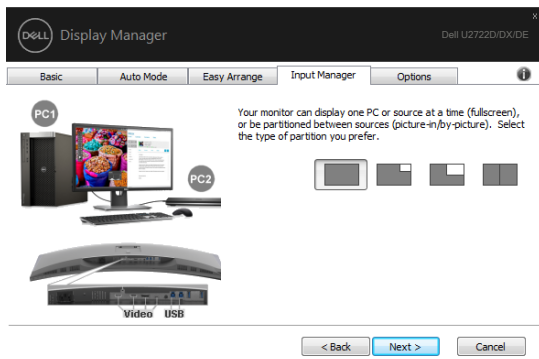 DELL Display Manager
Dell U2722D/DX/DE
x
Basic Auto Mode Easy Arrange Input Manager Options i
PC1
Your monitor can display one PC or source at a time (fullscreen),
or be partitioned between sources (picture-in/by-picture). Select
the type of partition you prefer.
PC2
Video USB
< Back Next > Cancel